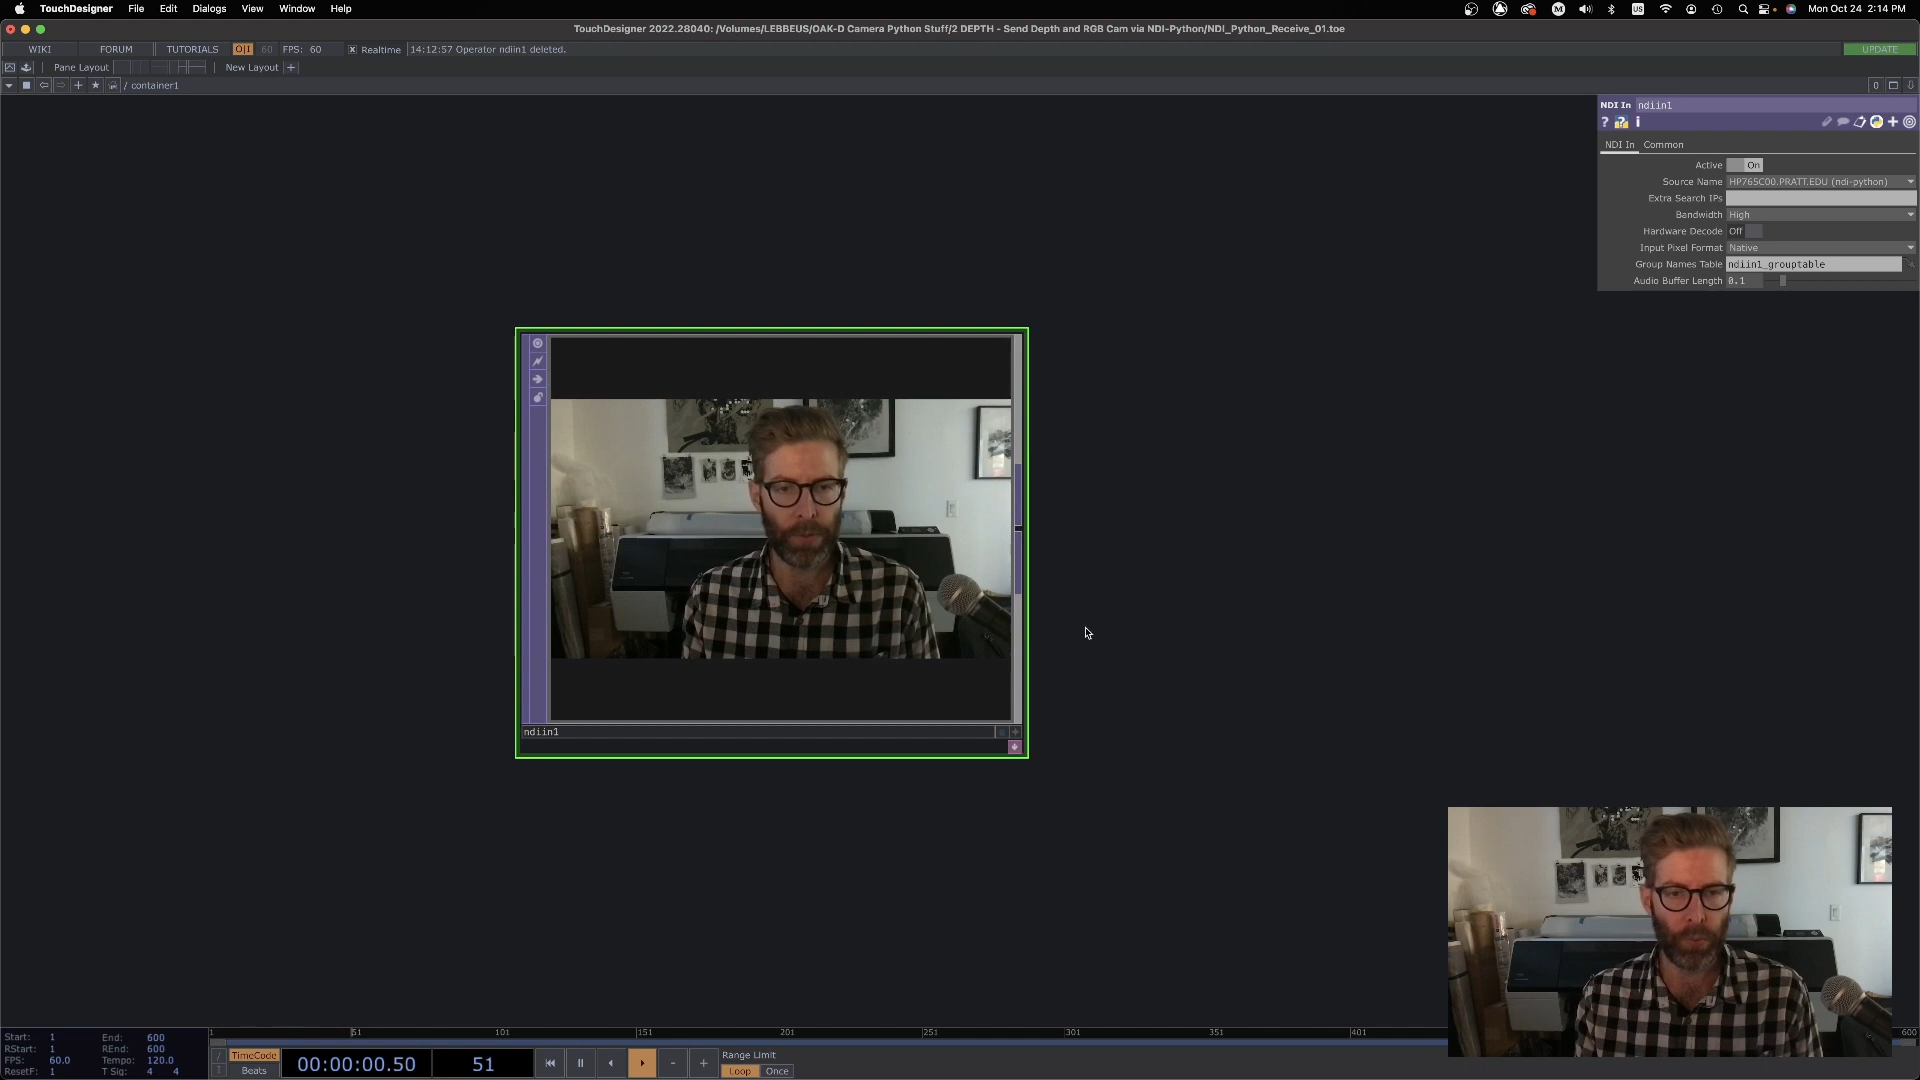 TouchDesigner File Edit Dialogs View Window Help
US Mon Oct 24 2:14 PM
TouchDesigner 2022.28040: /Volumes/LEBBEUS/OAK-D Camera Python Stuff/2 DEPTH - Send Depth and RGB Cam via NDI-Python/NDI_Python_Receive_01.toe
WIKI FORUM TUTORIALS O|I 60 FPS: 60 Realtime 14:12:57 Operator ndiin1 deleted. UPDATE
Pane Layout New Layout +
/ container1
0
NDI In ndiin1
? ? i
NDI In Common
Active On
Source Name HP765C00.PRATT.EDU (ndi-python)
Extra Search IPs
Bandwidth High
Hardware Decode Off
Input Pixel Format Native
Group Names Table ndiin1_grouptable
Audio Buffer Length 0.1
ndiin1
1 51 101 151 201 251 301 351 401 600
Start: 1 End: 600
RStart: 1 REnd: 600
FPS: 60.0 Tempo: 120.0
ResetF: 1 T Sig: 4 4
TimeCode
Beats
00:00:00.50 51
- +
Range Limit
Loop Once